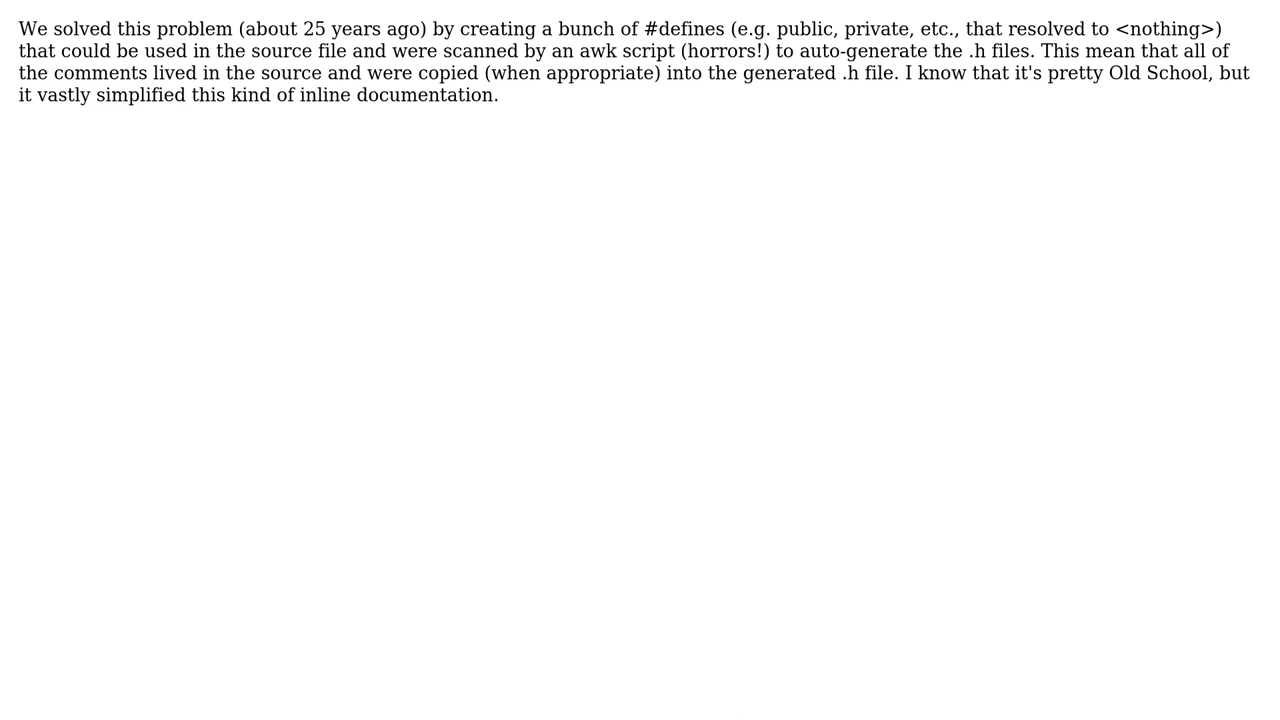 We solved this problem (about 25 years ago) by creating a bunch of #defines (e.g. public, private, etc., that resolved to <nothing>)
that could be used in the source file and were scanned by an awk script (horrors!) to auto-generate the .h files. This mean that all of
the comments lived in the source and were copied (when appropriate) into the generated .h file. I know that it's pretty Old School, but
it vastly simplified this kind of inline documentation.